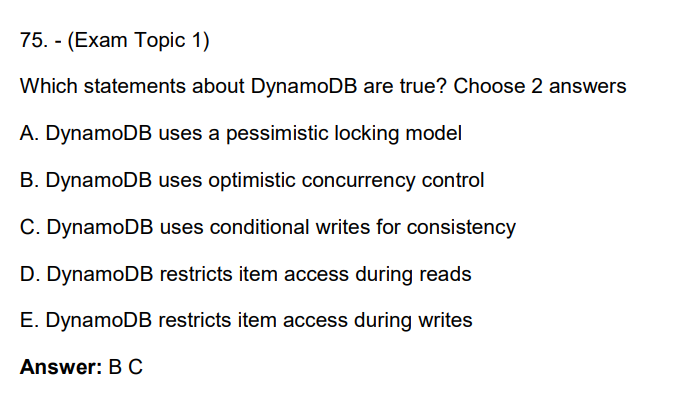 75. - (Exam Topic 1)
Which statements about DynamoDB are true? Choose 2 answers
A. DynamoDB uses a pessimistic locking model
B. DynamoDB uses optimistic concurrency control
C. DynamoDB uses conditional writes for consistency
D. DynamoDB restricts item access during reads
E. DynamoDB restricts item access during writes
Answer: B C